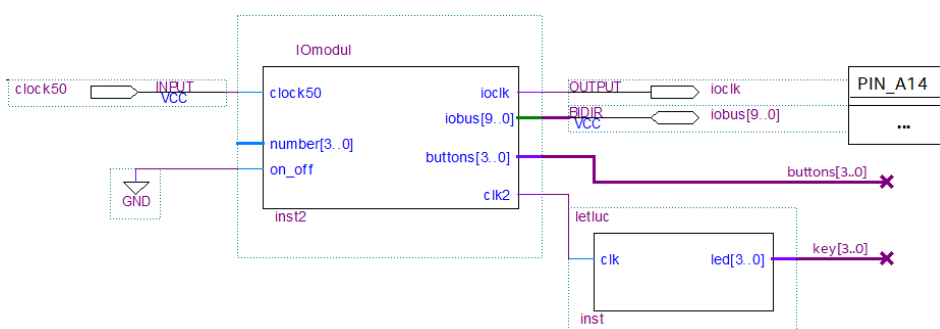 IOmodul
clock50
INPUT
VCC
clock50
ioclk
OUTPUT
ioclk
PIN_A14
iobus[9..0]
BIDIR
VCC
iobus[9..0]
...
number[3..0]
buttons[3..0]
buttons[3..0]
on_off
GND
clk2
inst2
letluc
clk
led[3..0]
key[3..0]
inst